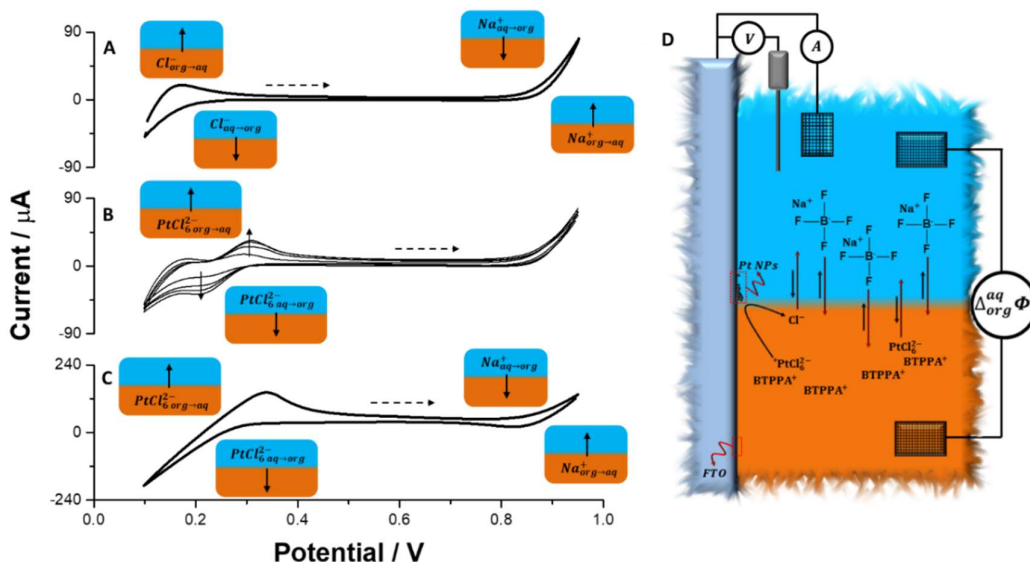 A
90
0
-90
Cl⁻ org→aq
Cl⁻ aq→org
Na⁺ aq→org
Na⁺ org→aq
B
90
0
-90
PtCl₆²⁻ org→aq
PtCl₆²⁻ aq→org
C
240
0
-240
PtCl₆²⁻ org→aq
PtCl₆²⁻ aq→org
Na⁺ aq→org
Na⁺ org→aq
Current / μA
0.0 0.2 0.4 0.6 0.8 1.0
Potential / V
D
V
A
Na⁺
F
F B⁻ F
F
Na⁺
F
F B⁻ F
F
Na⁺
F
F B⁻ F
F
Pt NPs
Cl⁻
PtCl₆²⁻
BTPPA⁺
BTPPA⁺
PtCl₆²⁻
BTPPA⁺
BTPPA⁺
FTO
Δ aq org Φ